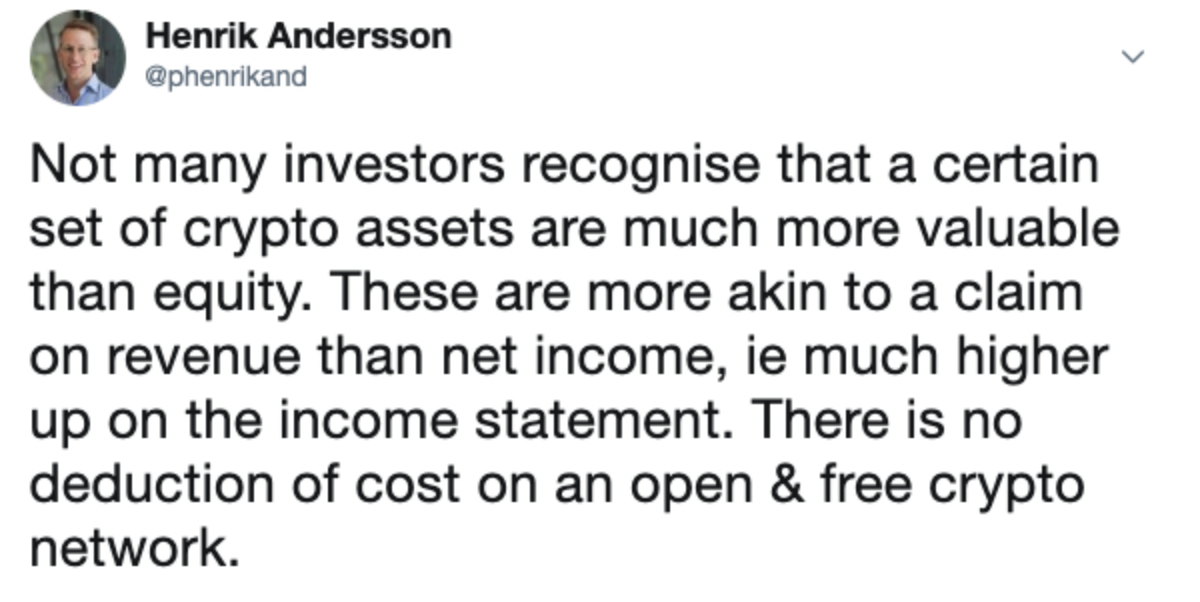 Henrik Andersson
@phenrikand
Not many investors recognise that a certain
set of crypto assets are much more valuable
than equity. These are more akin to a claim
on revenue than net income, ie much higher
up on the income statement. There is no
deduction of cost on an open & free crypto
network.